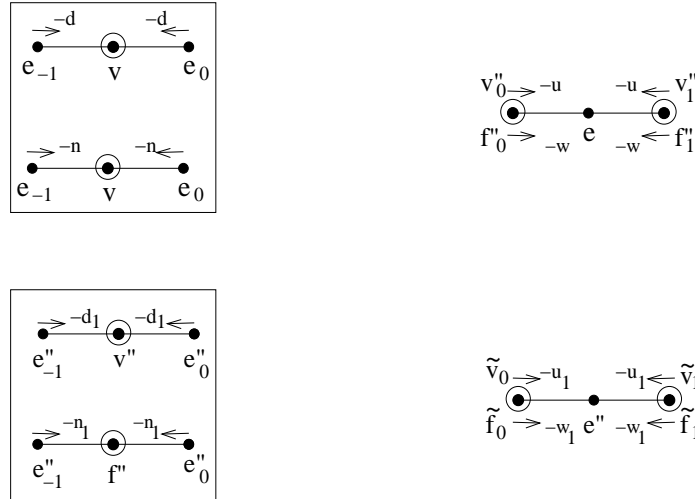 −d −d
e₋₁ v e₀
−n −n
e₋₁ v e₀
v''₀ −u −u v''₁
f''₀ −w e −w f''₁
−d₁ −d₁
e''₋₁ v'' e''₀
−n₁ −n₁
e''₋₁ f'' e''₀
ṽ₀ −u₁ −u₁ ṽ₁
f̃₀ −w₁ e'' −w₁ f̃₁